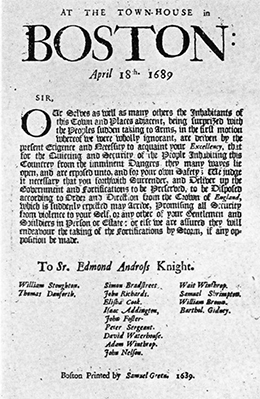 AT THE TOWN-HOUSE in
BOSTON:
April 18th. 1689
SIR,
OUr Selves as well as many others the Inhabitants of
this Town and Places adjacent, being surprized with
the Peoples sudden taking to Arms, in the first motion
whereof we were wholly ignorant, are driven by the
present Exigence and Necessity to acquaint your Excellency, that
for the Quieting and Security of the People Inhabiting this
Countrey from the imminent Dangers they many wayes lie
open, and are exposed unto, and for your own Safety; We judge
it necessary that you forthwith Surrender, and Deliver up the
Government and Fortifications to be Preserved, to be Disposed
according to Order and Direction from the Crown of England,
which is suddenly expected may Arrive, Promising all Security
from violence to your Self, or any other of your Gentlemen and
Souldiers in Person or Estate: or else we are assured they will
endeavour the taking of the Fortifications by Storm, if any op-
position be made.
To Sr. Edmond Andross Knight.
William Stoughton.
Thomas Danforth.
Simon Bradstreet.
John Richards.
Elisha Cook.
Isaac Addington,
John Foster.
Peter Sergeant.
David Waterhouse.
Adam Winthrop.
John Nelson.
Wait Winthrop.
Samuel Shrimpton.
William Brown.
Barthol. Gidney.
Boston Printed by Samuel Green. 1689.